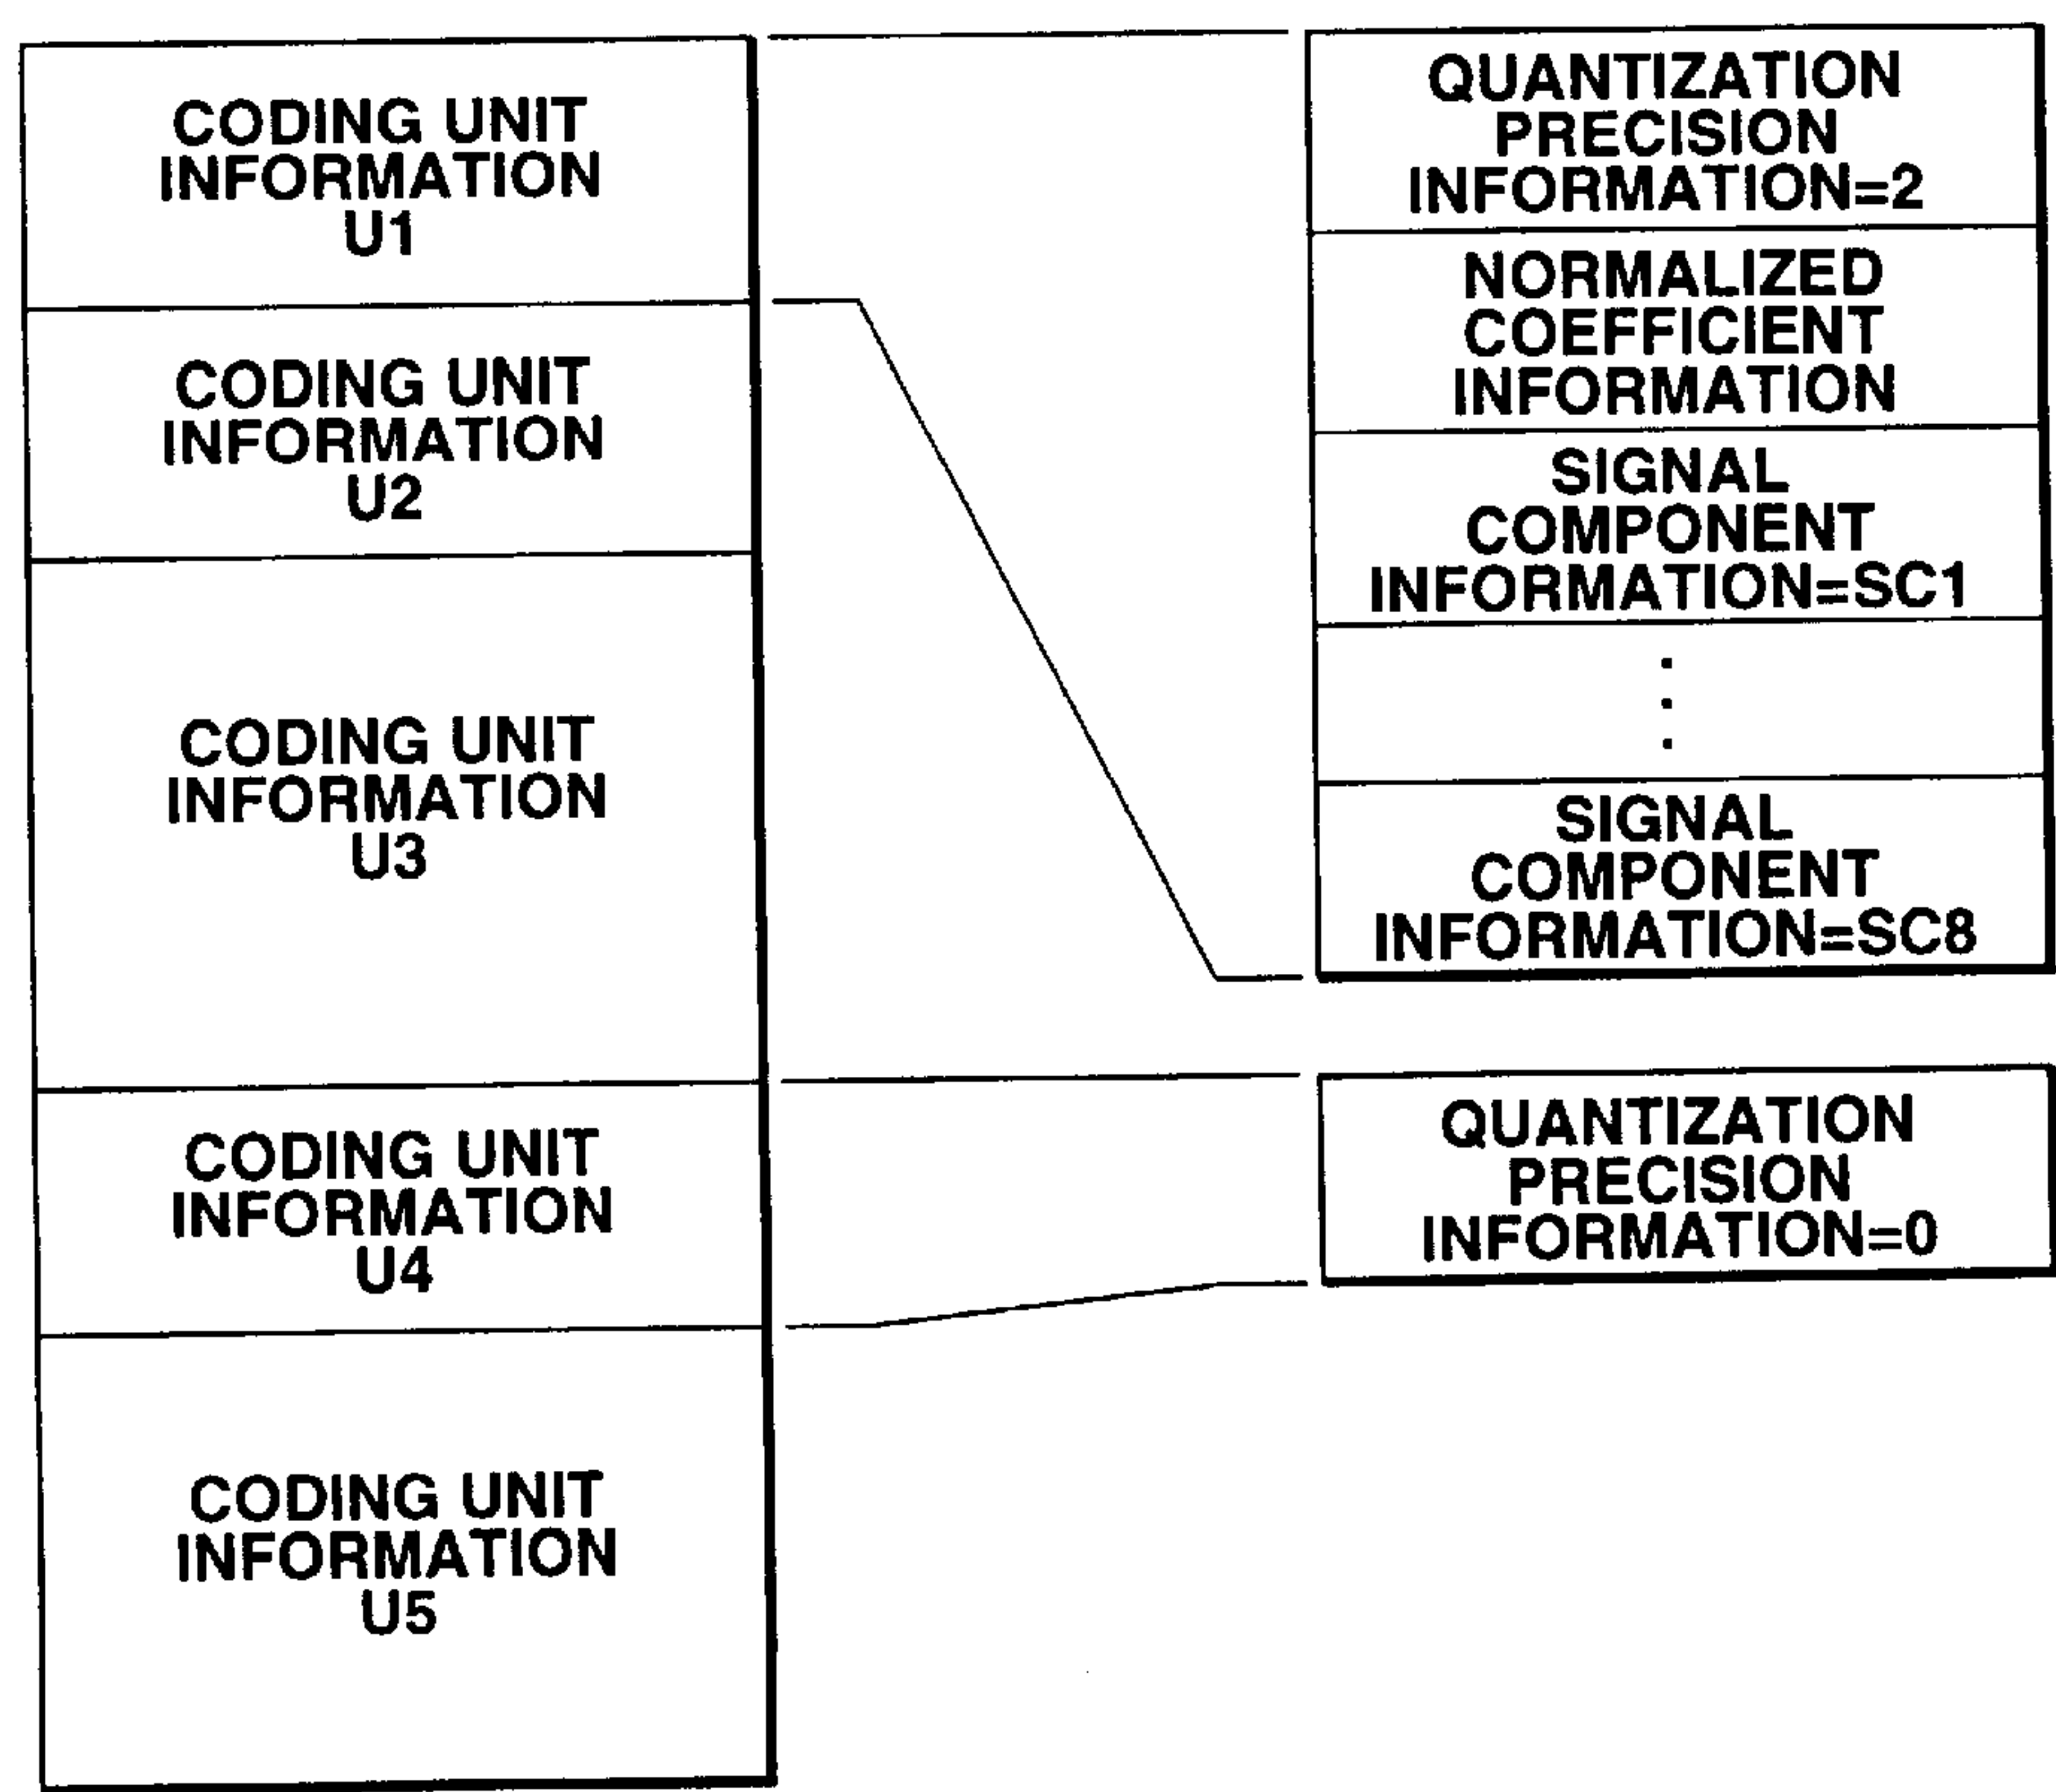 CODING UNIT
INFORMATION
U1
CODING UNIT
INFORMATION
U2
CODING UNIT
INFORMATION
U3
CODING UNIT
INFORMATION
U4
CODING UNIT
INFORMATION
U5
QUANTIZATION
PRECISION
INFORMATION=2
NORMALIZED
COEFFICIENT
INFORMATION
SIGNAL
COMPONENT
INFORMATION=SC1
SIGNAL
COMPONENT
INFORMATION=SC8
QUANTIZATION
PRECISION
INFORMATION=0